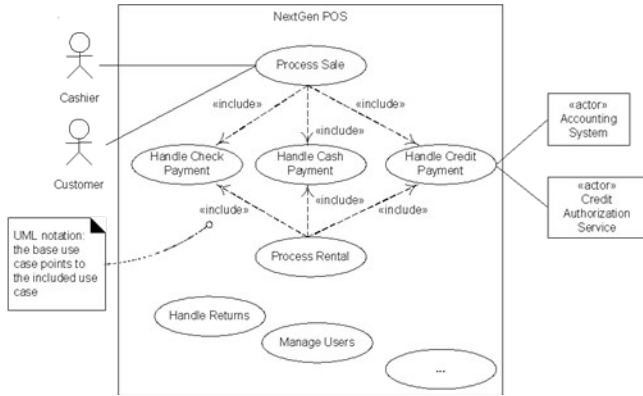 NextGen POS
Process Sale
Cashier
«include»
«include»
«include»
Customer
Handle Check
Payment
Handle Cash
Payment
Handle Credit
Payment
«actor»
Accounting
System
«include»
«include»
«include»
«actor»
Credit
Authorization
Service
UML notation:
the base use
case points to
the included use
case
Process Rental
Handle Returns
Manage Users
...